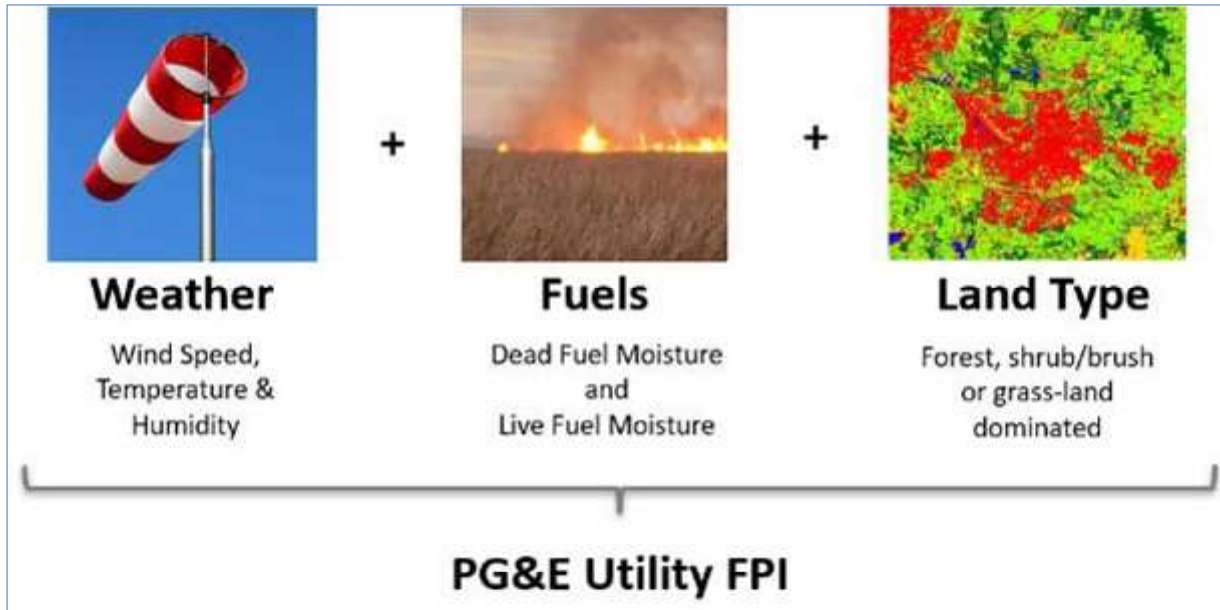 +
+
Weather
Wind Speed,
Temperature &
Humidity
Fuels
Dead Fuel Moisture
and
Live Fuel Moisture
Land Type
Forest, shrub/brush
or grass-land
dominated
PG&E Utility FPI